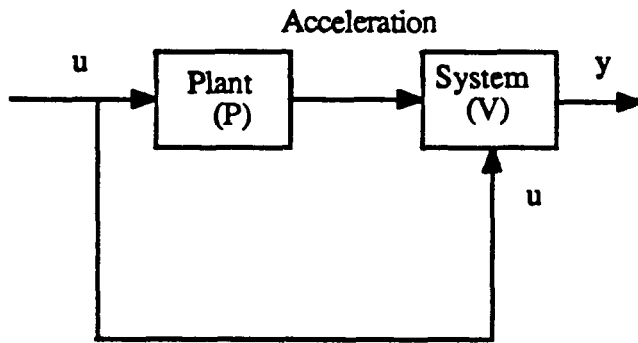 Acceleration
u
Plant
(P)
System
(V)
y
u